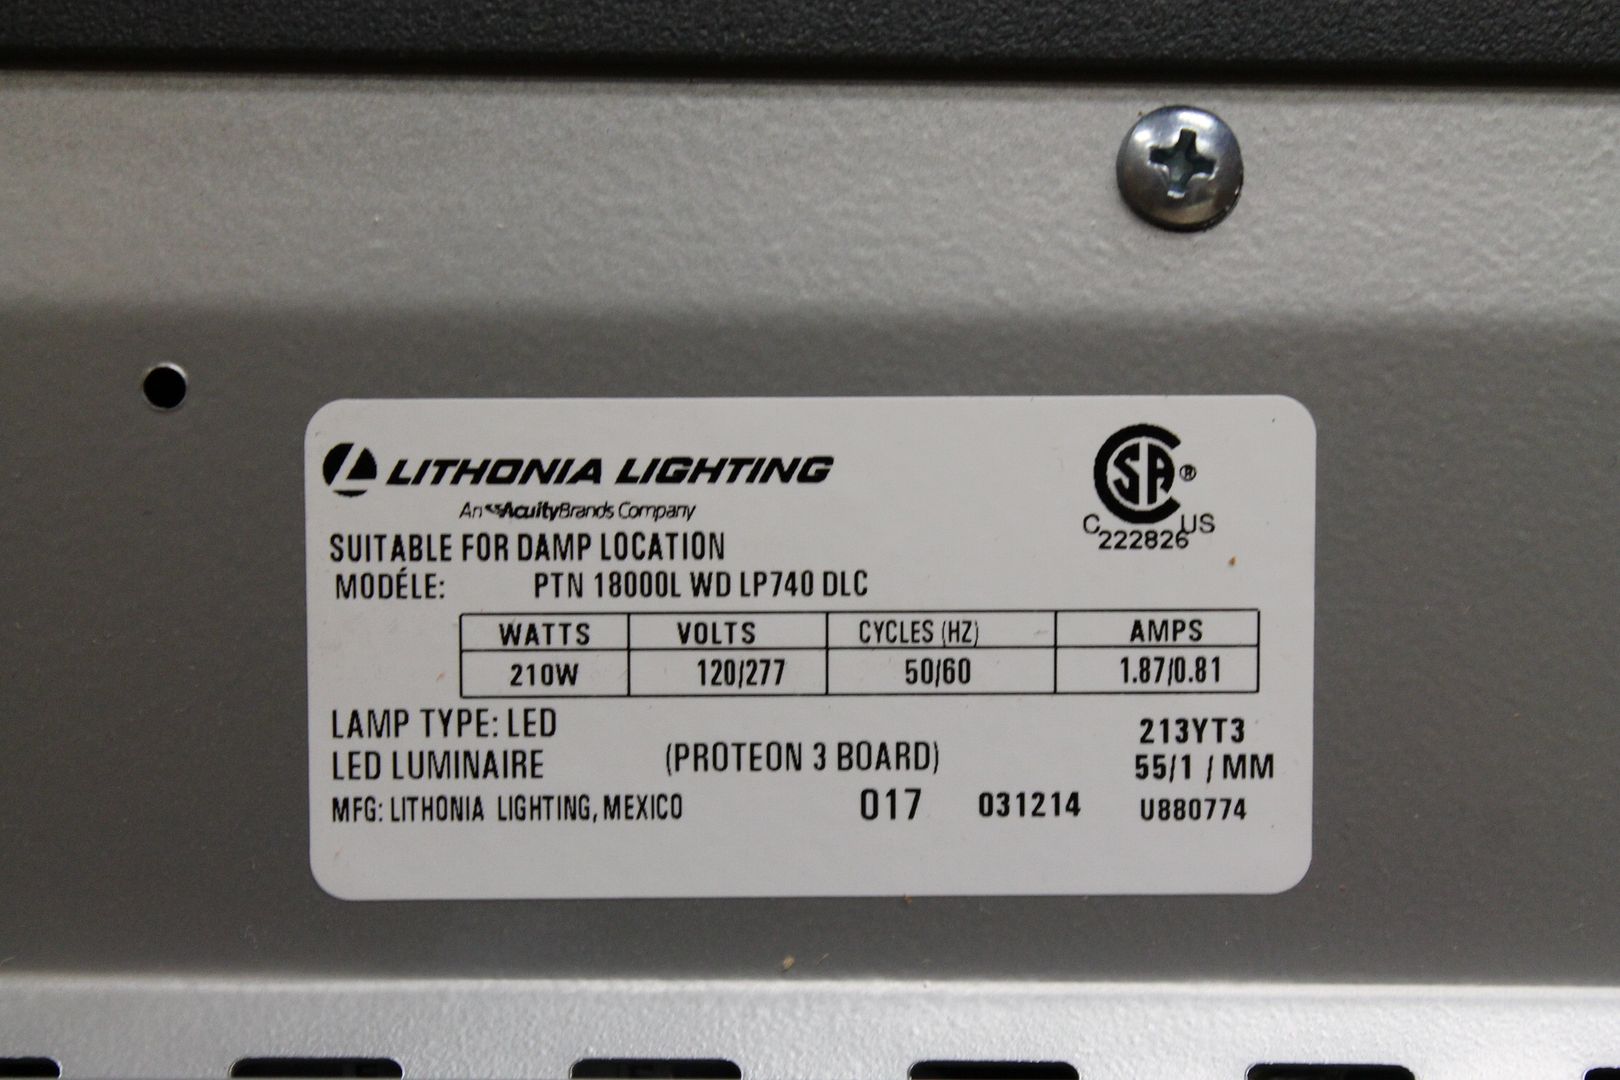 LITHONIA LIGHTING
An AcuityBrands Company
SA®
C US
222826
SUITABLE FOR DAMP LOCATION
MODÉLE: PTN 18000L WD LP740 DLC
WATTS VOLTS CYCLES (HZ) AMPS
210W 120/277 50/60 1.87/0.81
LAMP TYPE: LED 213YT3
LED LUMINAIRE (PROTEON 3 BOARD) 55/1 / MM
MFG: LITHONIA LIGHTING, MEXICO 017 031214 U880774